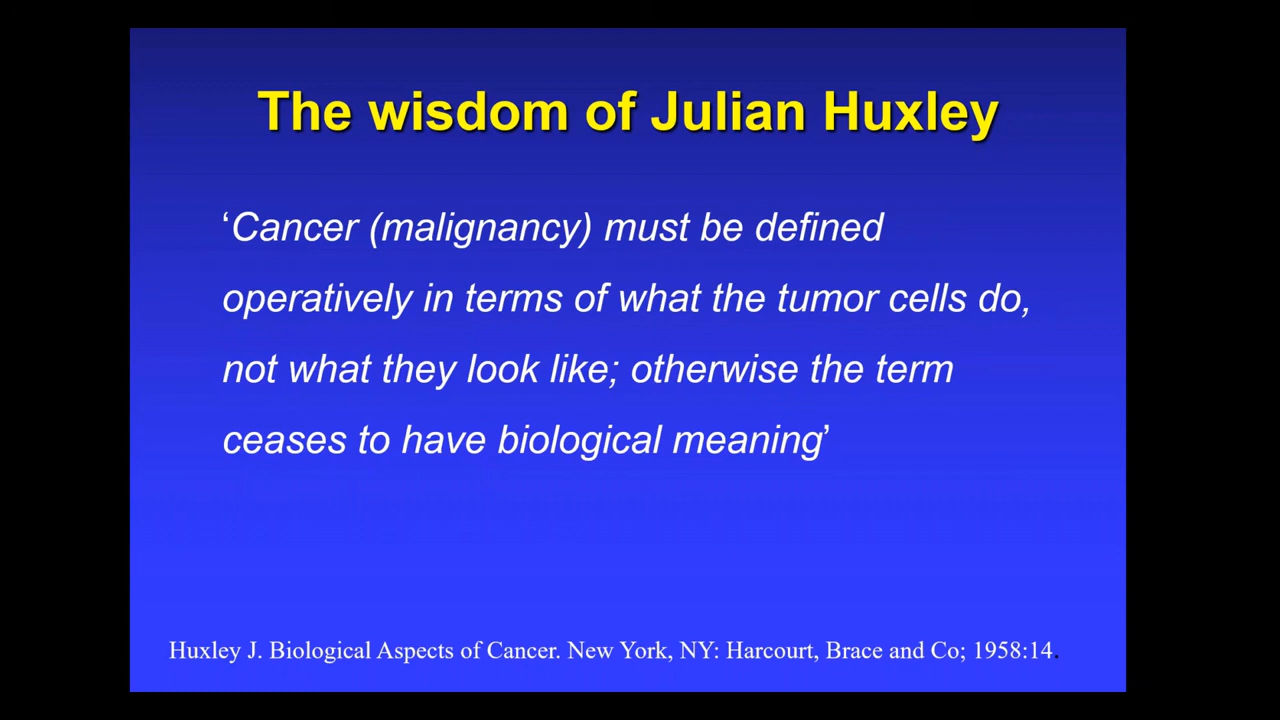 The wisdom of Julian Huxley
‘Cancer (malignancy) must be defined
operatively in terms of what the tumor cells do,
not what they look like; otherwise the term
ceases to have biological meaning’
Huxley J. Biological Aspects of Cancer. New York, NY: Harcourt, Brace and Co; 1958:14.